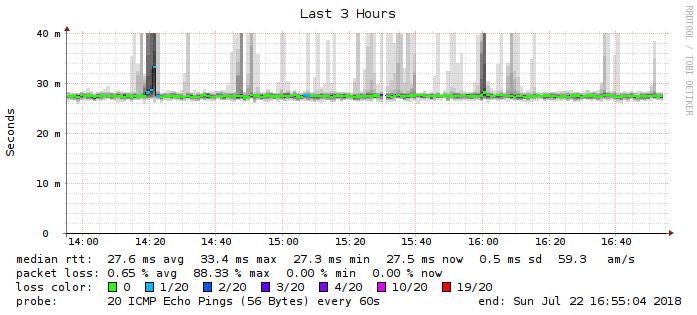 Last 3 Hours
RRDTOOL / TOBI OETIKER
Seconds
40 m
30 m
20 m
10 m
0
14:00 14:20 14:40 15:00 15:20 15:40 16:00 16:20 16:40
median rtt: 27.6 ms avg 33.4 ms max 27.3 ms min 27.5 ms now 0.5 ms sd 59.3 am/s
packet loss: 0.65 % avg 88.33 % max 0.00 % min 0.00 % now
loss color: 0 1/20 2/20 3/20 4/20 10/20 19/20
probe: 20 ICMP Echo Pings (56 Bytes) every 60s end: Sun Jul 22 16:55:04 2018